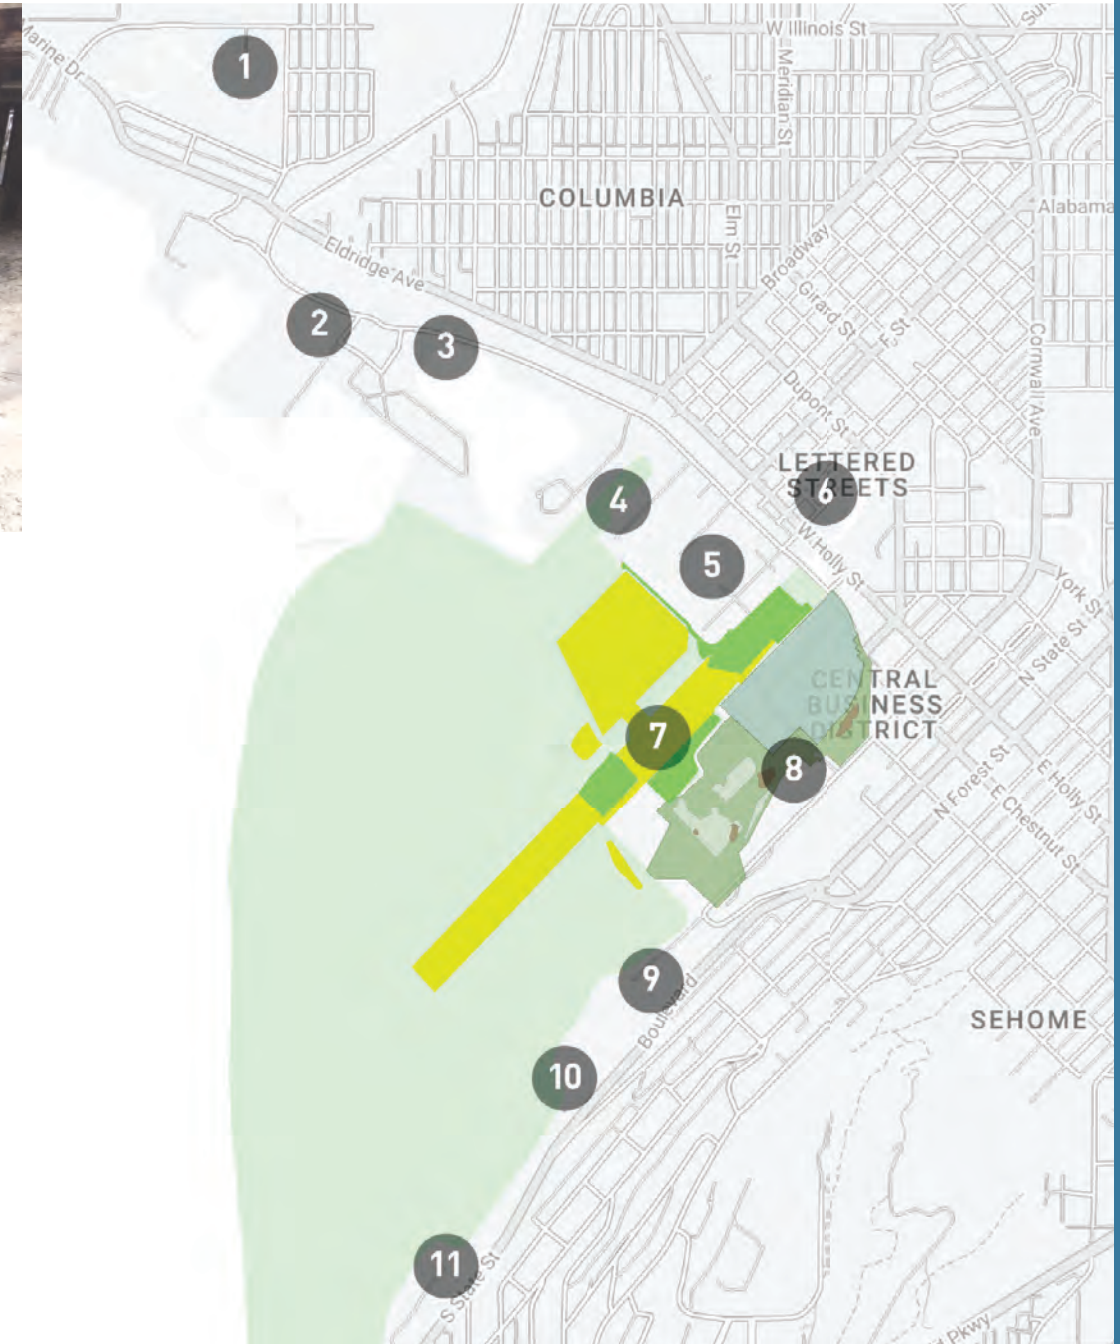 W Illinois St
Marine Dr
1
Meridian St
COLUMBIA
Alabama
Elm St
Broadway
Eldridge Ave
Girard St
F St
2
3
Cornwall Ave
Dupont St
LETTERED
STREETS
6
4
W Holly St
5
York St
N State St
CENTRAL
BUSINESS
DISTRICT
7
8
E Holly St
N Forest St
E Chestnut St
9
Boulevard
SEHOME
10
11
S State St
Pkwy